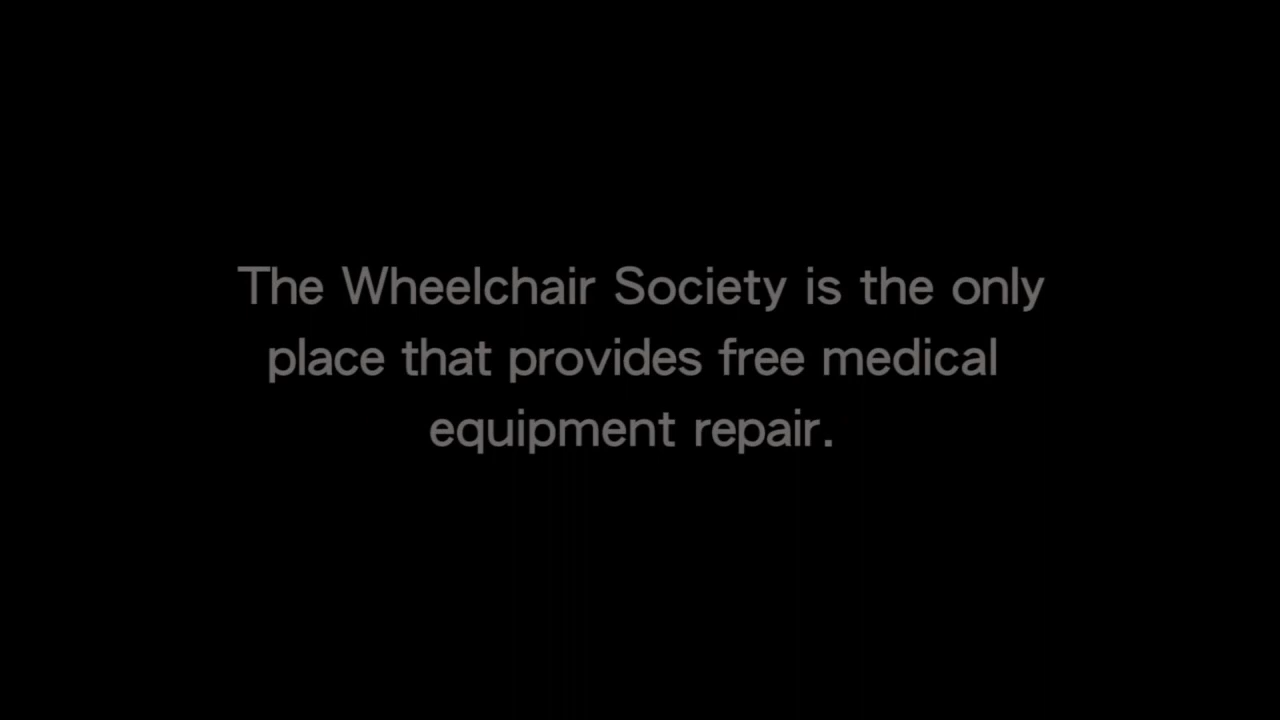 The Wheelchair Society is the only
place that provides free medical
equipment repair.